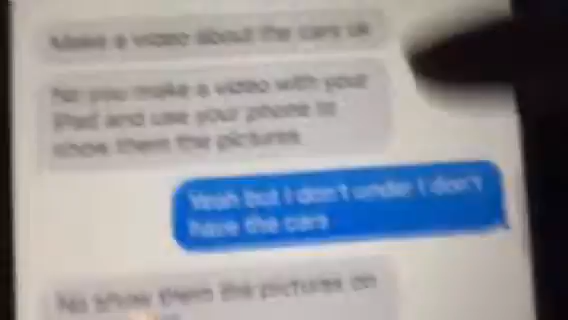 Make a video about the cars ok
No you make a video with your
iPad and use your phone to
show them the pictures
Yeah but I don't under I don't
have the cars
No show them the pictures on